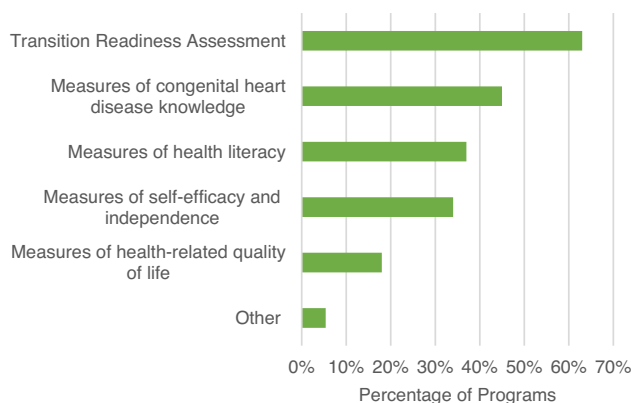 Transition Readiness Assessment
Measures of congenital heart
disease knowledge
Measures of health literacy
Measures of self-efficacy and
independence
Measures of health-related quality
of life
Other
0% 10% 20% 30% 40% 50% 60% 70%
Percentage of Programs